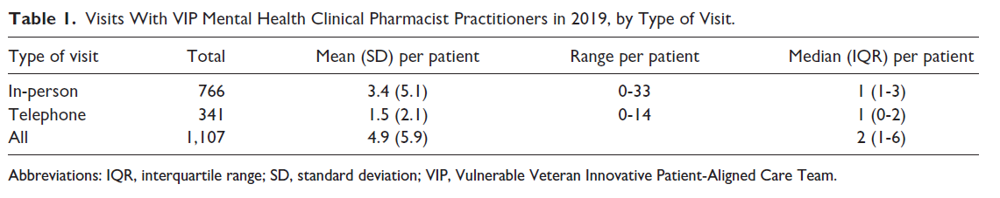 Table 1. Visits With VIP Mental Health Clinical Pharmacist Practitioners in 2019, by Type of Visit.
Type of visit Total Mean (SD) per patient Range per patient Median (IQR) per patient
In-person 766 3.4 (5.1) 0-33 1 (1-3)
Telephone 341 1.5 (2.1) 0-14 1 (0-2)
All 1,107 4.9 (5.9) 2 (1-6)
Abbreviations: IQR, interquartile range; SD, standard deviation; VIP, Vulnerable Veteran Innovative Patient-Aligned Care Team.